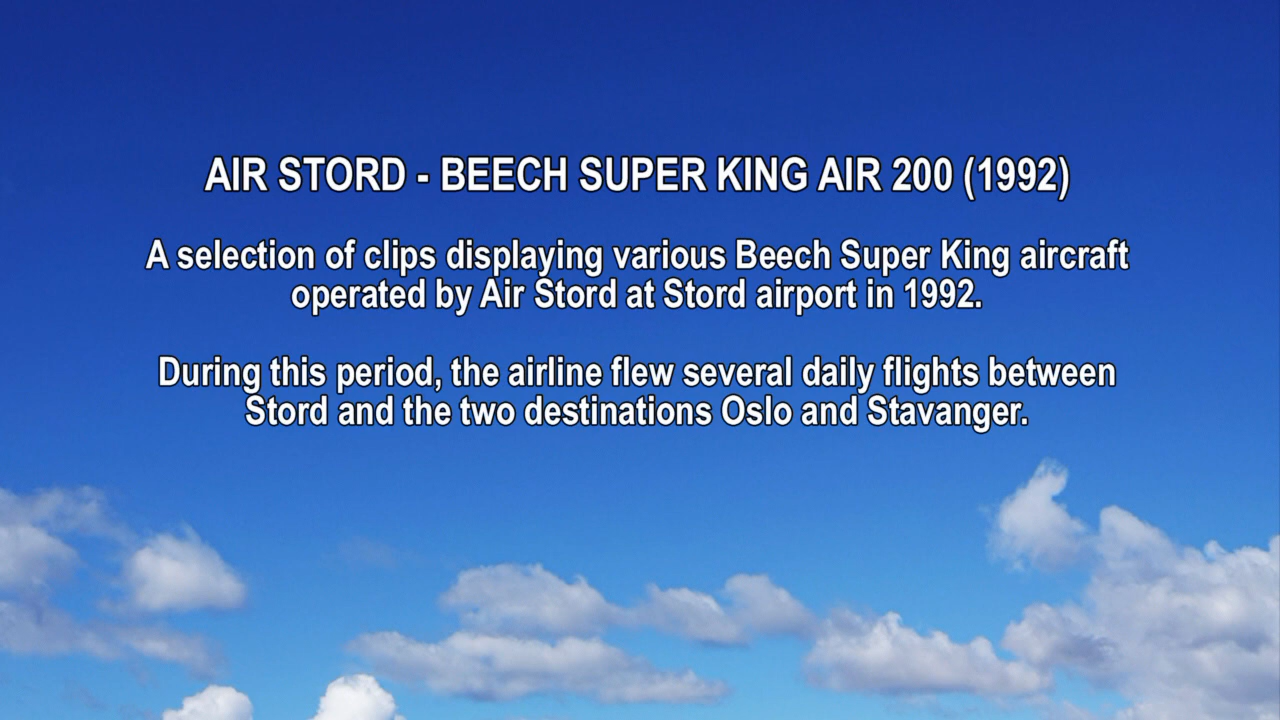 AIR STORD - BEECH SUPER KING AIR 200 (1992)
A selection of clips displaying various Beech Super King aircraft
operated by Air Stord at Stord airport in 1992.
During this period, the airline flew several daily flights between
Stord and the two destinations Oslo and Stavanger.